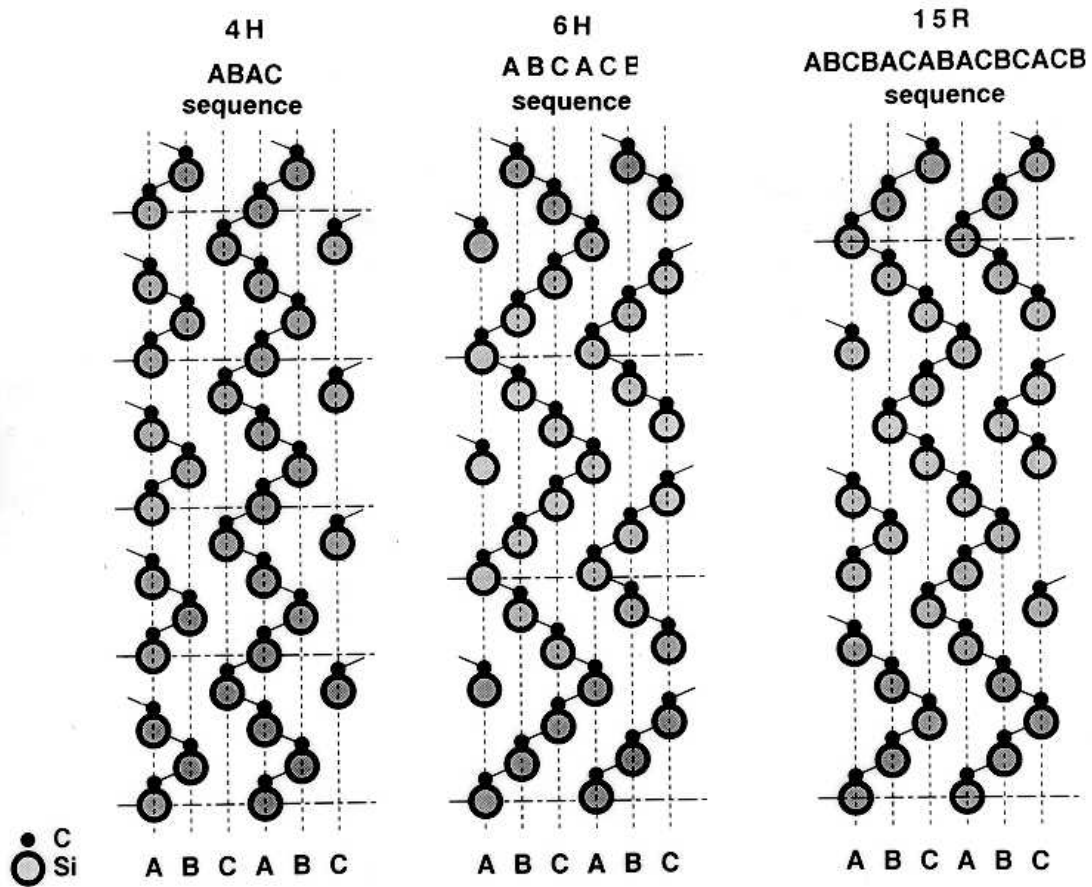 4H
ABAC
sequence
6H
A B C A C B
sequence
15R
ABCBACABACBCACB
sequence
C
Si
A B C A B C
A B C A B C
A B C A B C